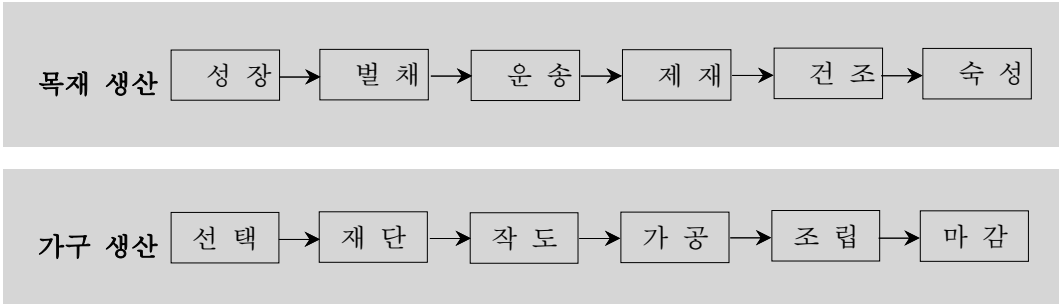 목재 생산 성 장 벌 채 운 송 제 재 건 조 숙 성
가구 생산 선 택 재 단 작 도 가 공 조 립 마 감